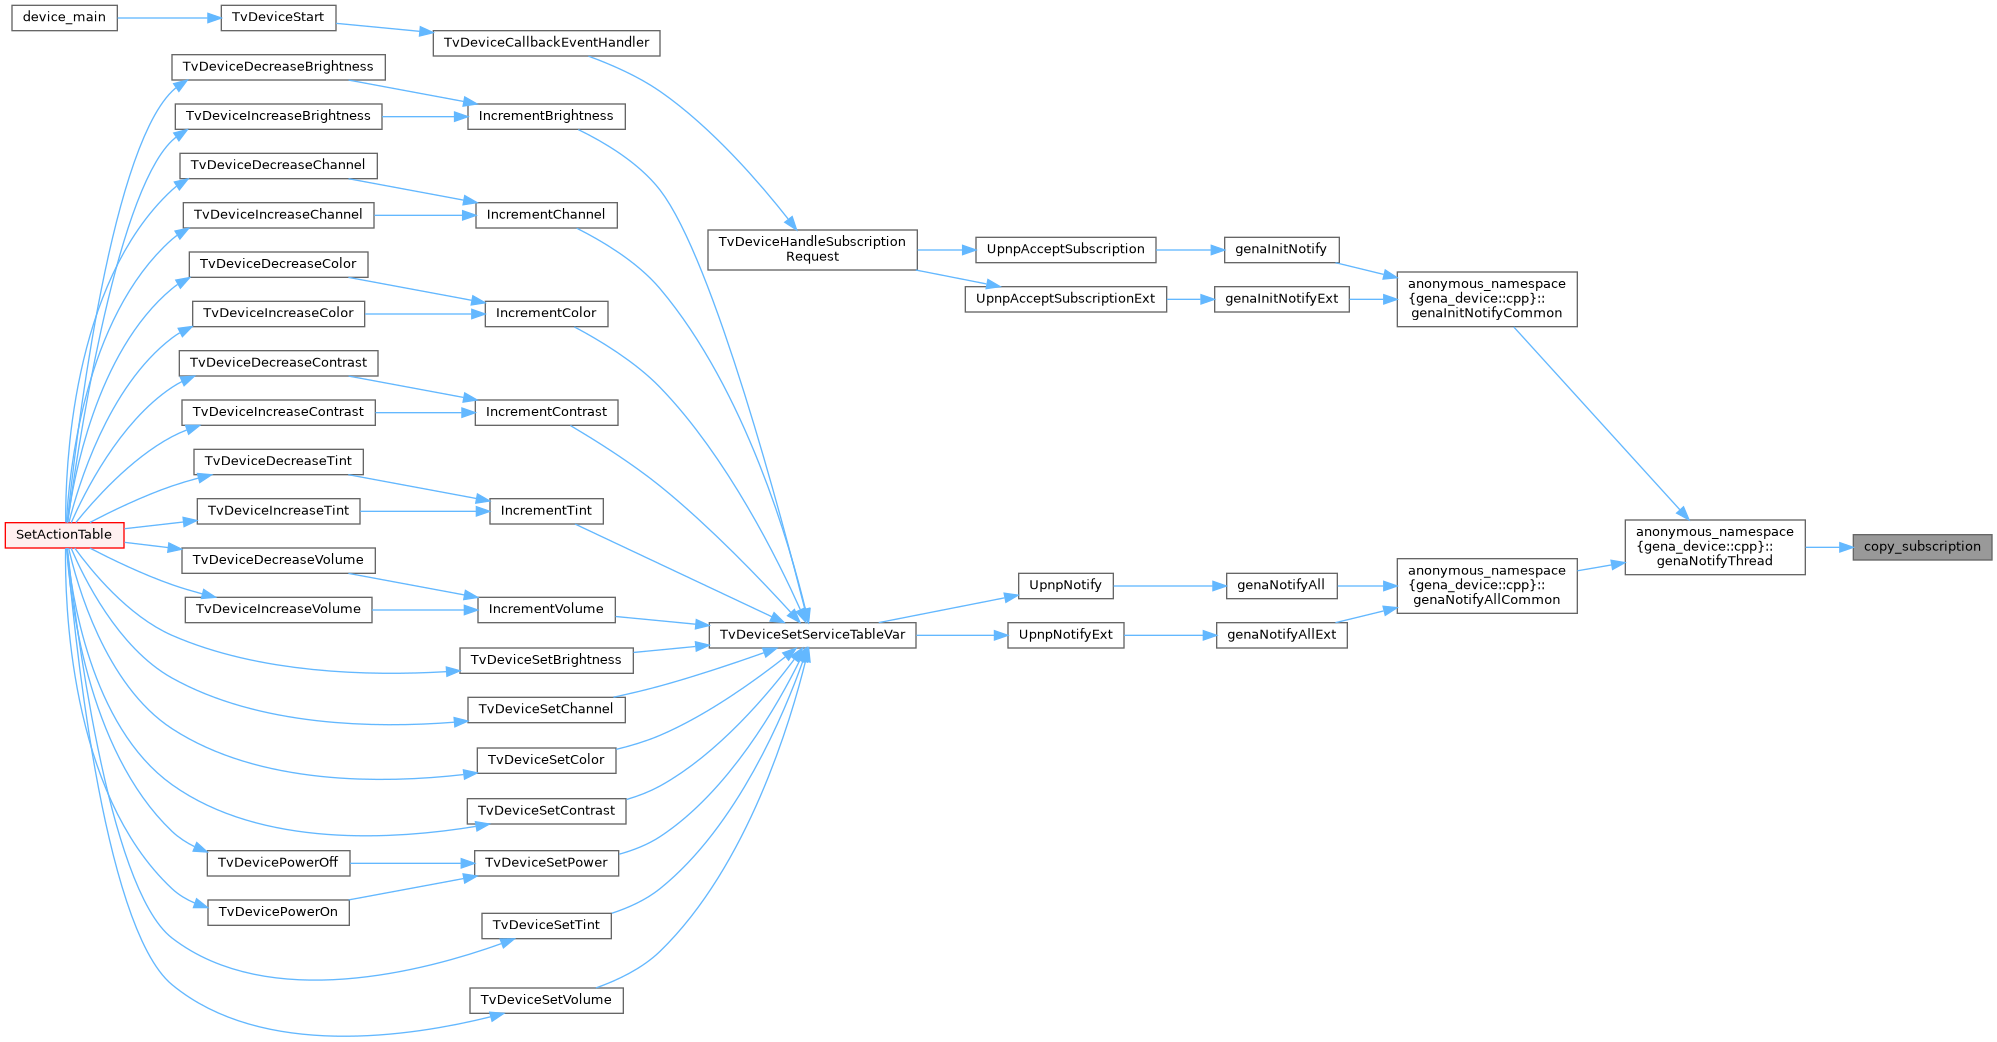 device_main
TvDeviceStart
TvDeviceCallbackEventHandler
TvDeviceDecreaseBrightness
TvDeviceIncreaseBrightness
IncrementBrightness
TvDeviceDecreaseChannel
TvDeviceIncreaseChannel
IncrementChannel
TvDeviceHandleSubscription
Request
UpnpAcceptSubscription
genaInitNotify
TvDeviceDecreaseColor
anonymous_namespace
{gena_device::cpp}::
genaInitNotifyCommon
UpnpAcceptSubscriptionExt
genaInitNotifyExt
TvDeviceIncreaseColor
IncrementColor
TvDeviceDecreaseContrast
TvDeviceIncreaseContrast
IncrementContrast
TvDeviceDecreaseTint
TvDeviceIncreaseTint
IncrementTint
SetActionTable
anonymous_namespace
{gena_device::cpp}::
genaNotifyThread
copy_subscription
TvDeviceDecreaseVolume
anonymous_namespace
{gena_device::cpp}::
genaNotifyAllCommon
UpnpNotify
genaNotifyAll
TvDeviceIncreaseVolume
IncrementVolume
TvDeviceSetServiceTableVar
UpnpNotifyExt
genaNotifyAllExt
TvDeviceSetBrightness
TvDeviceSetChannel
TvDeviceSetColor
TvDeviceSetContrast
TvDevicePowerOff
TvDeviceSetPower
TvDevicePowerOn
TvDeviceSetTint
TvDeviceSetVolume